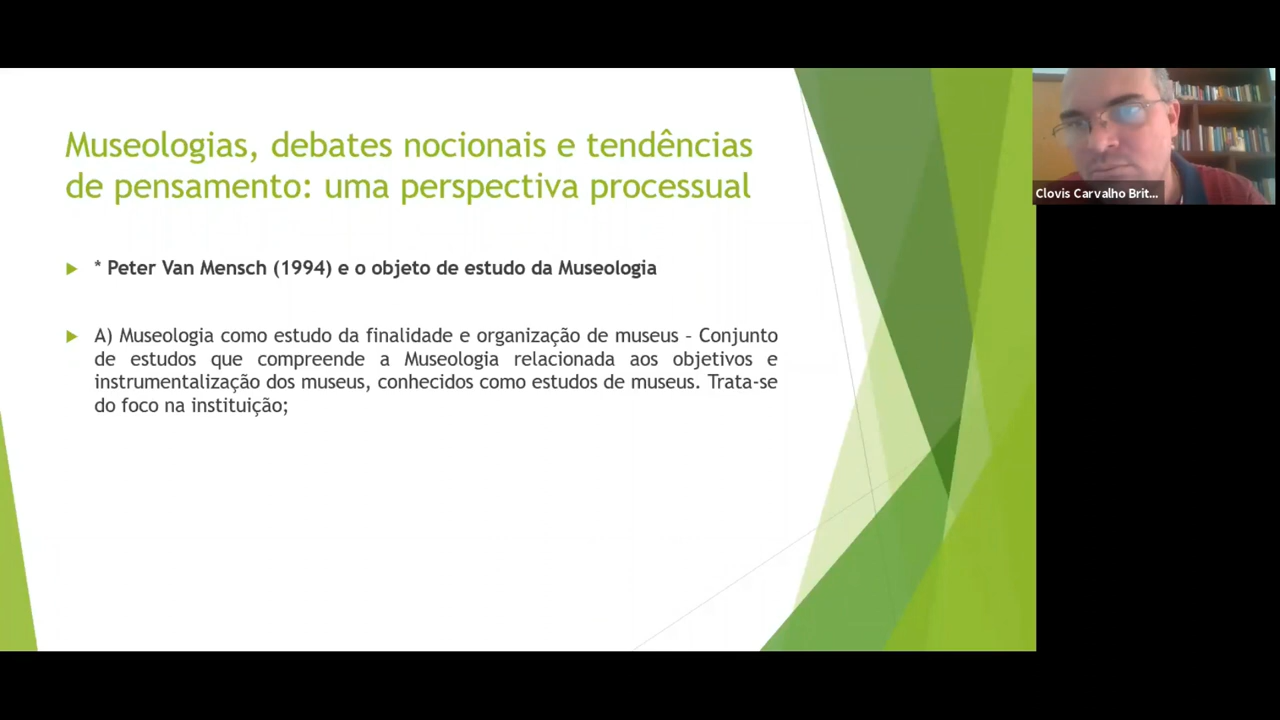 Museologias, debates nocionais e tendências
de pensamento: uma perspectiva processual
* Peter Van Mensch (1994) e o objeto de estudo da Museologia
A) Museologia como estudo da finalidade e organização de museus – Conjunto
de estudos que compreende a Museologia relacionada aos objetivos e
instrumentalização dos museus, conhecidos como estudos de museus. Trata-se
do foco na instituição;
Clovis Carvalho Brit...